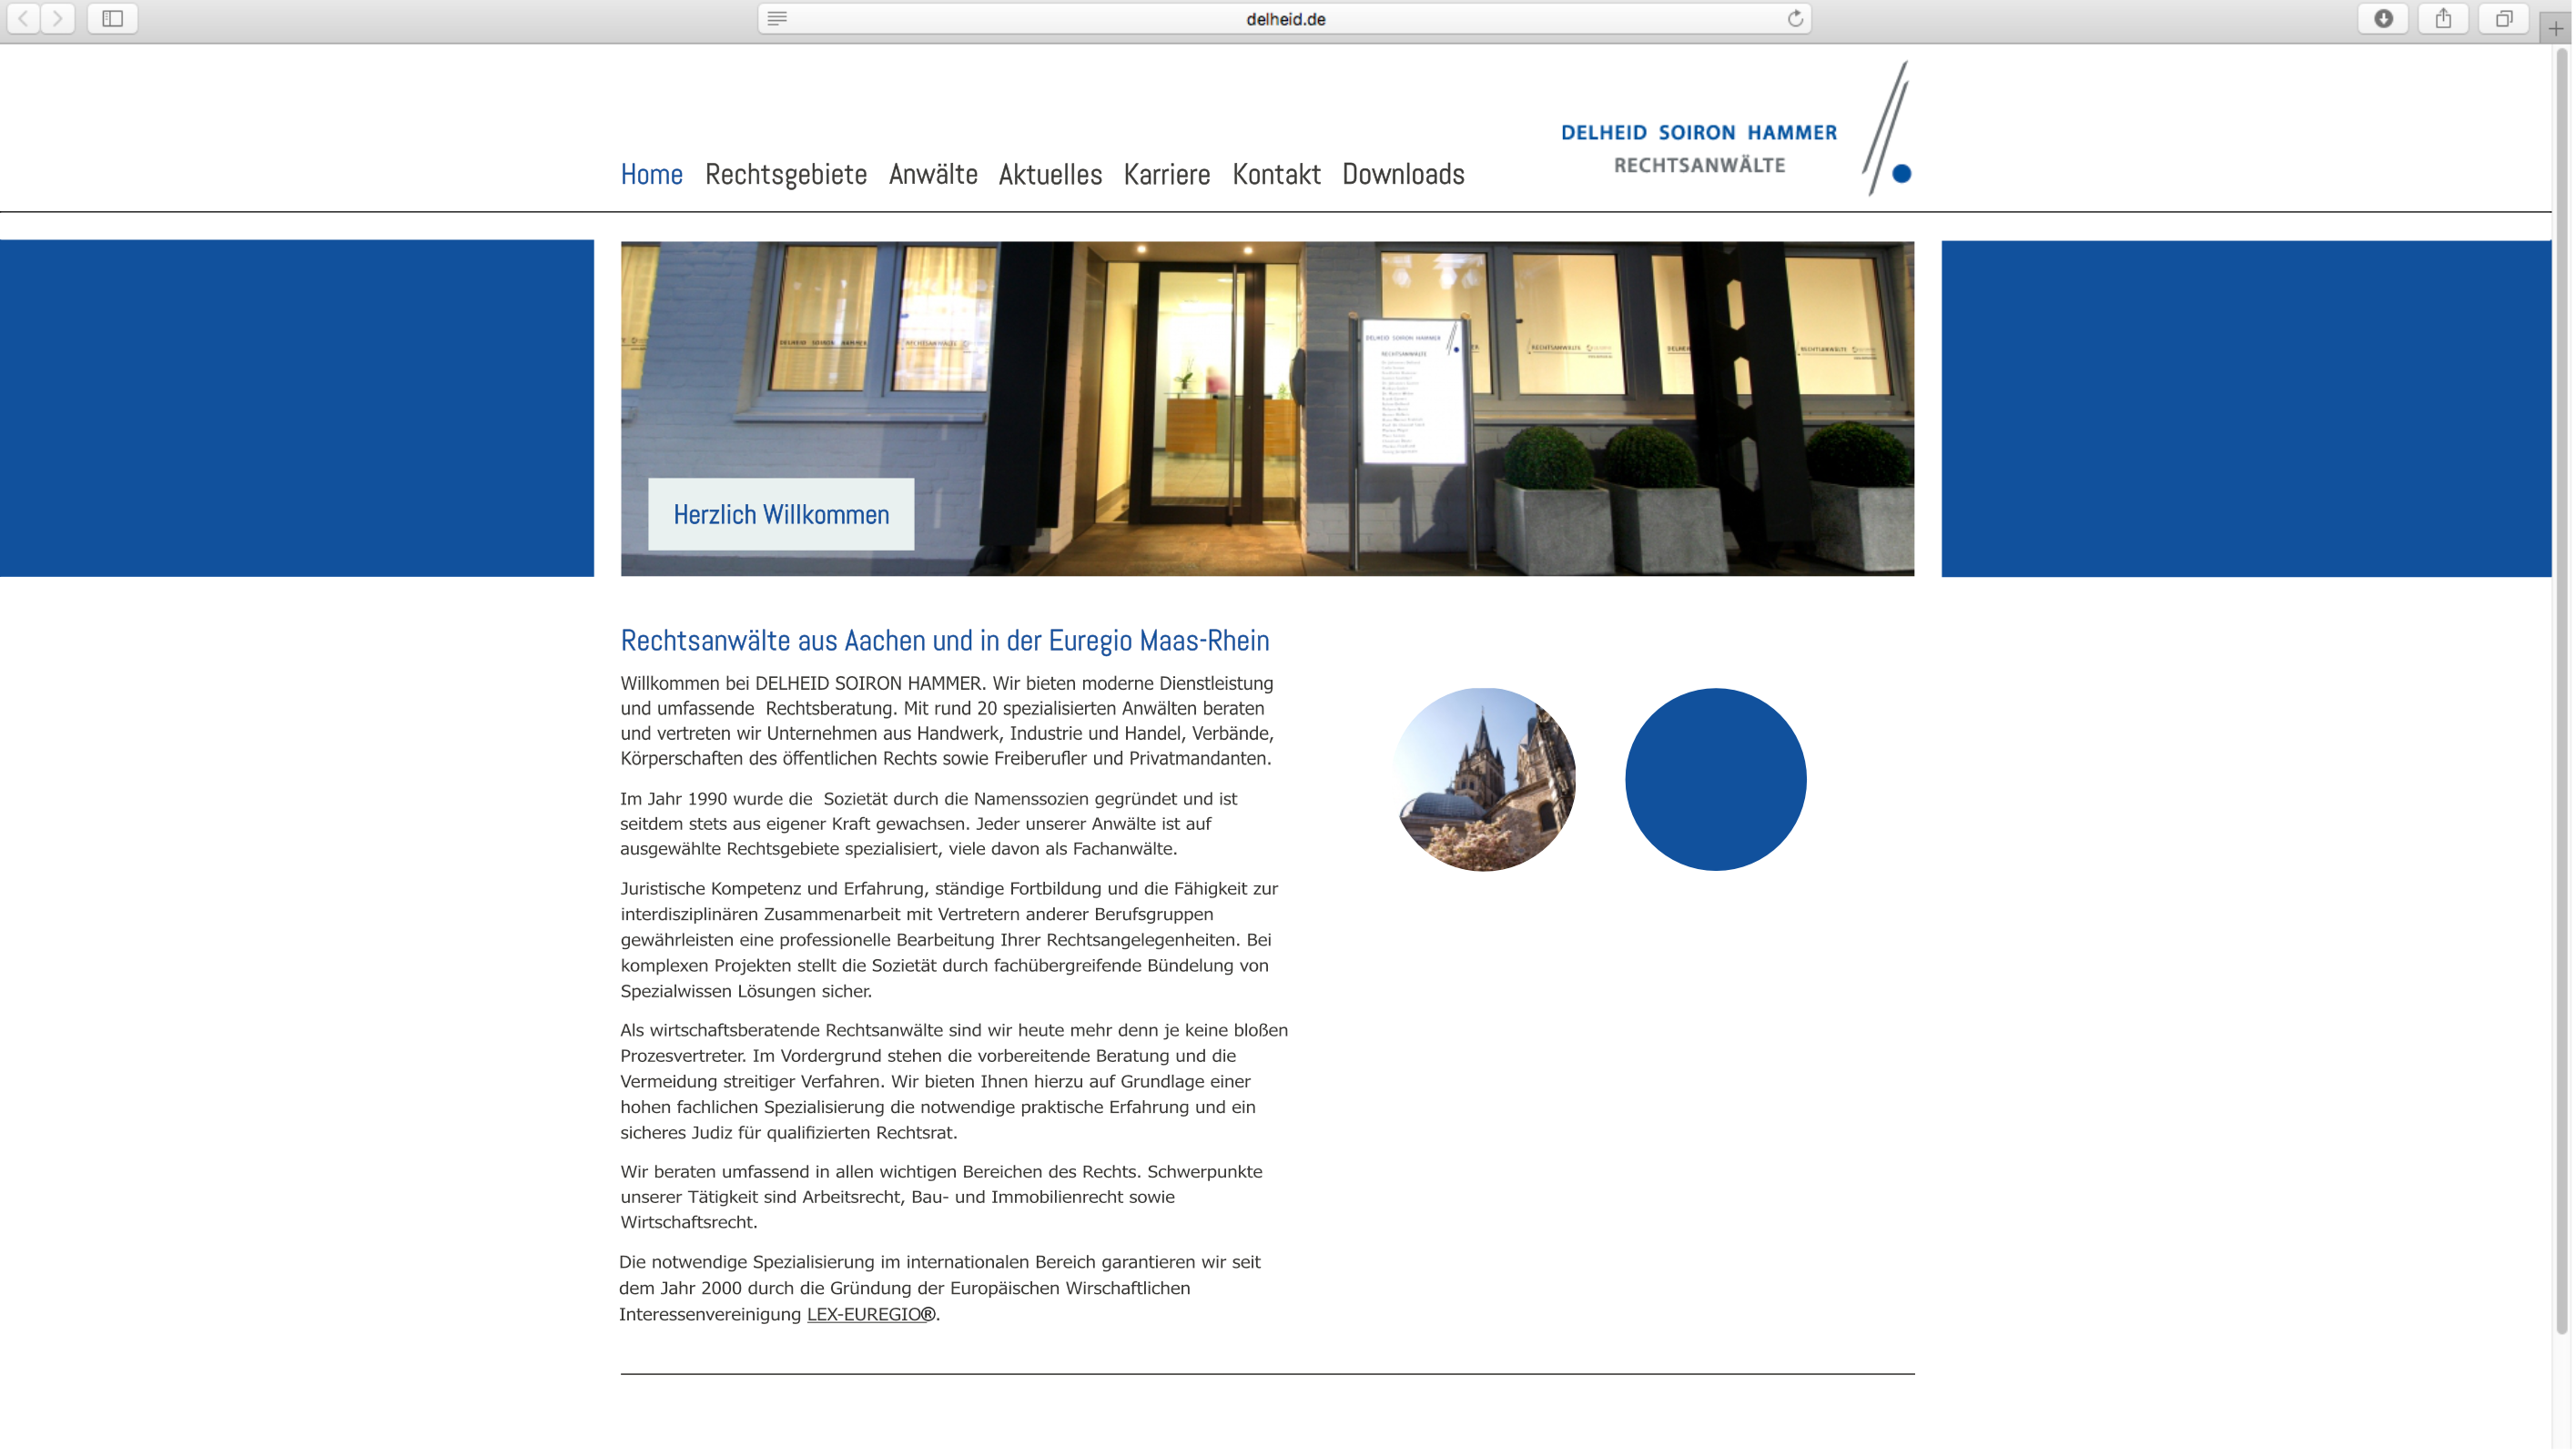 delheid.de
DELHEID SOIRON HAMMER
RECHTSANWÄLTE
Home Rechtsgebiete Anwälte Aktuelles Karriere Kontakt Downloads
DELHEID SOIRON HAMMER
RECHTSANWÄLTE
DELHEID SOIRON HAMMER
RECHTSANWÄLTE
RECHTSANWÄLTE
RECHTSANWÄLTE
Herzlich Willkommen
Rechtsanwälte aus Aachen und in der Euregio Maas-Rhein
Willkommen bei DELHEID SOIRON HAMMER. Wir bieten moderne Dienstleistung
und umfassende Rechtsberatung. Mit rund 20 spezialisierten Anwälten beraten
und vertreten wir Unternehmen aus Handwerk, Industrie und Handel, Verbände,
Körperschaften des öffentlichen Rechts sowie Freiberufler und Privatmandanten.
Im Jahr 1990 wurde die Sozietät durch die Namenssozien gegründet und ist
seitdem stets aus eigener Kraft gewachsen. Jeder unserer Anwälte ist auf
ausgewählte Rechtsgebiete spezialisiert, viele davon als Fachanwälte.
Juristische Kompetenz und Erfahrung, ständige Fortbildung und die Fähigkeit zur
interdisziplinären Zusammenarbeit mit Vertretern anderer Berufsgruppen
gewährleisten eine professionelle Bearbeitung Ihrer Rechtsangelegenheiten. Bei
komplexen Projekten stellt die Sozietät durch fachübergreifende Bündelung von
Spezialwissen Lösungen sicher.
Als wirtschaftsberatende Rechtsanwälte sind wir heute mehr denn je keine bloßen
Prozesvertreter. Im Vordergrund stehen die vorbereitende Beratung und die
Vermeidung streitiger Verfahren. Wir bieten Ihnen hierzu auf Grundlage einer
hohen fachlichen Spezialisierung die notwendige praktische Erfahrung und ein
sicheres Judiz für qualifizierten Rechtsrat.
Wir beraten umfassend in allen wichtigen Bereichen des Rechts. Schwerpunkte
unserer Tätigkeit sind Arbeitsrecht, Bau- und Immobilienrecht sowie
Wirtschaftsrecht.
Die notwendige Spezialisierung im internationalen Bereich garantieren wir seit
dem Jahr 2000 durch die Gründung der Europäischen Wirschaftlichen
Interessenvereinigung LEX-EUREGIO®.